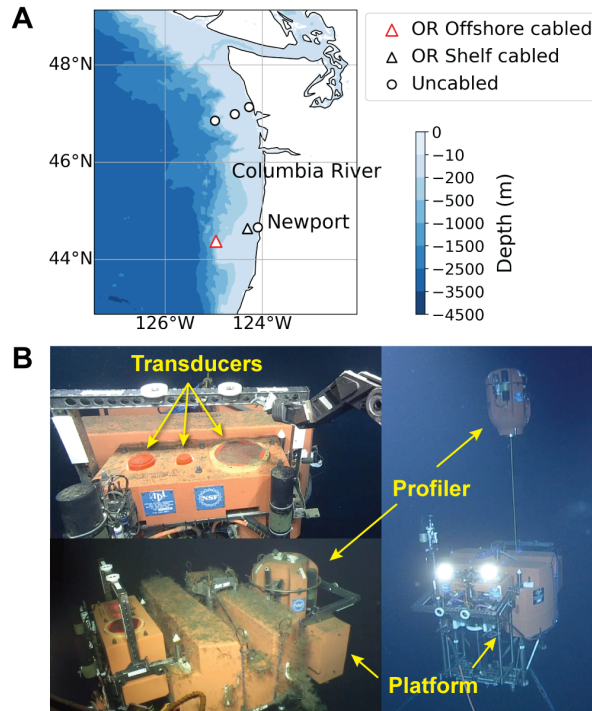 A
OR Offshore cabled
OR Shelf cabled
Uncabled
48°N
46°N
44°N
126°W
124°W
Columbia River
Newport
0
−10
−500
−1000
−1500
−2500
−3500
−4500
Depth (m)
B
Transducers
NSF
Profiler
Platform